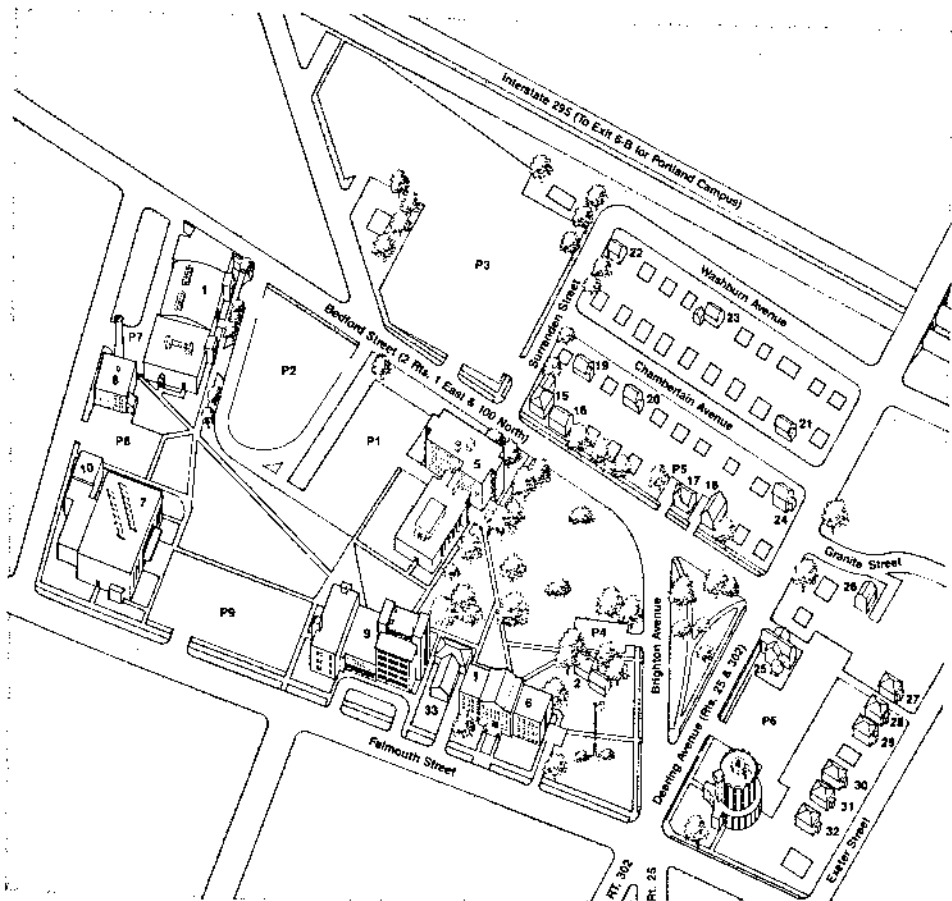 Interstate 295 (To Exit 6-B for Portland Campus)
22
Washburn Avenue
P3
23
1
Surrenden Street
Bedford Street (2 Rts. 1 East & 100 North)
P7
19
Chamberlain Avenue
P2
15
20
8
16
21
P1
P8
5
P5
10
17
18
7
24
Granite Street
26
P9
P4
Brighton Avenue
9
25
2
Deering Avenue (Rts. 25 & 302)
1
27
6
33
P6
28
29
Falmouth Street
30
31
32
Exeter Street
RT. 302
Rt. 25